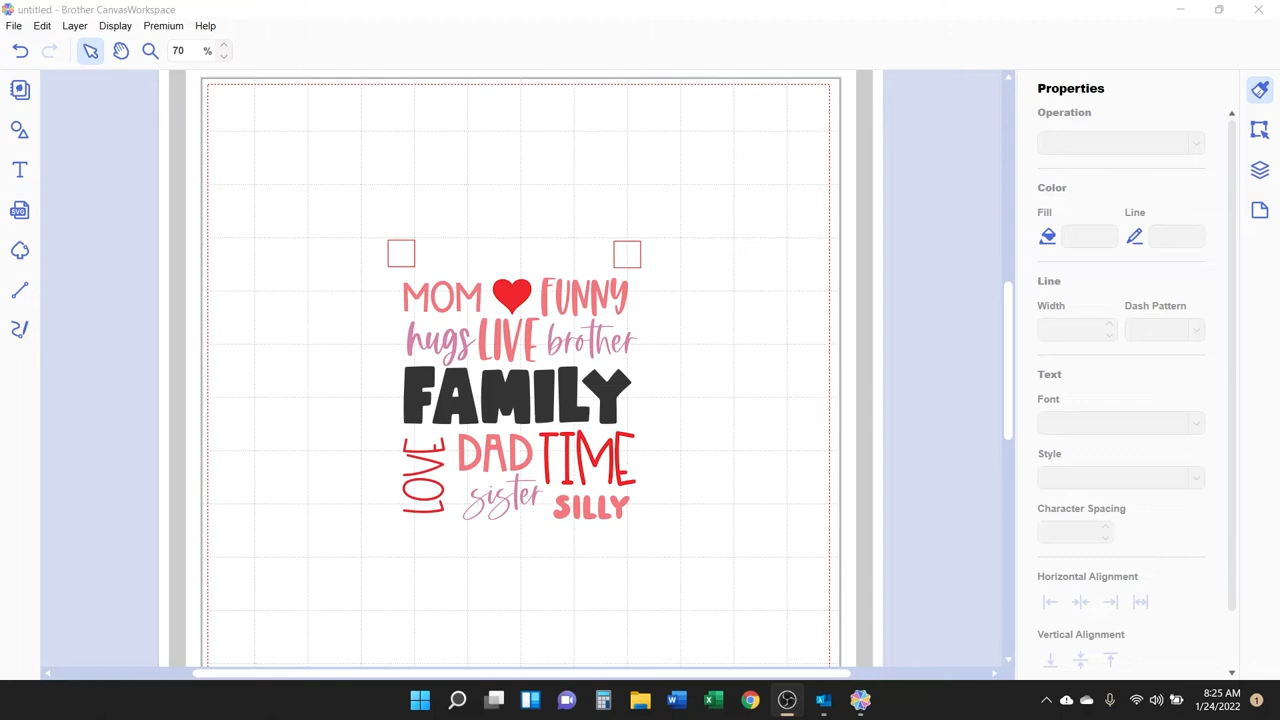 untitled - Brother CanvasWorkspace
File Edit Layer Display Premium Help
70 %
SVG
MOM FUNNY
hugs LIVE brother
FAMILY
LOVE DAD TIME
sister SILLY
Properties
Operation
Color
Fill Line
Line
Width Dash Pattern
Text
Font
Style
Character Spacing
Horizontal Alignment
Vertical Alignment
8:25 AM
1/24/2022